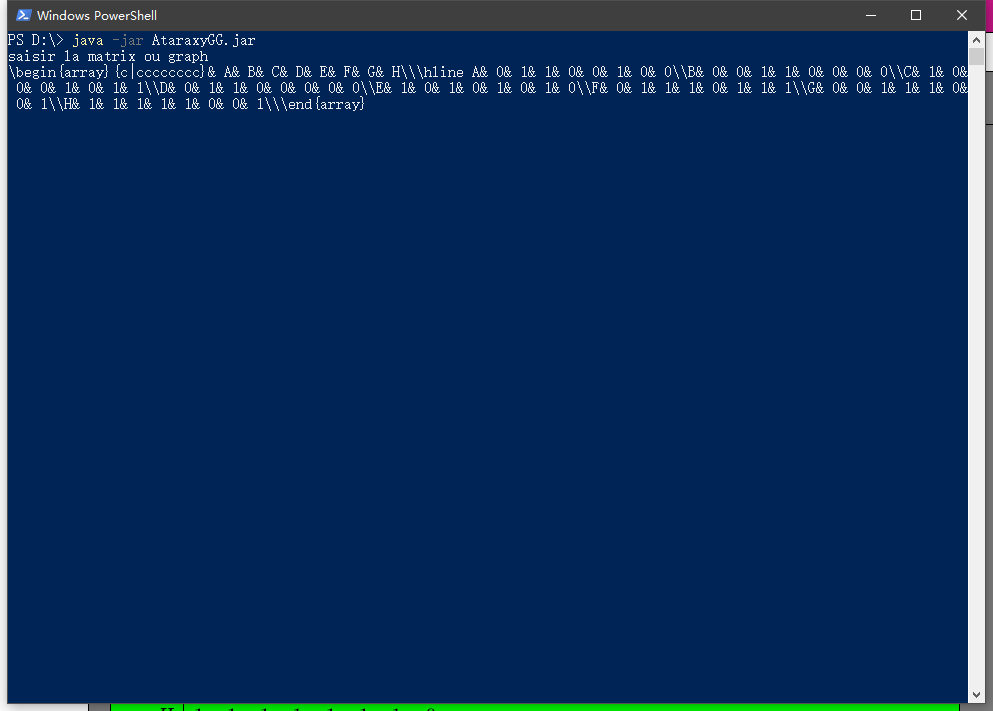 Windows PowerShell
PS D:\> java -jar AtaraxyGG.jar
saisir la matrix ou graph
\begin{array}{c|cccccccc}& A& B& C& D& E& F& G& H\\\hline A& 0& 1& 1& 0& 0& 1& 0& 0\\B& 0& 0& 1& 1& 0& 0& 0& 0\\C& 1& 0&
 0& 0& 1& 0& 1& 1\\D& 0& 1& 1& 0& 0& 0& 0& 0\\E& 1& 0& 1& 0& 1& 0& 1& 0\\F& 0& 1& 1& 1& 1& 0& 1& 1\\G& 0& 0& 1& 1& 1& 0&
 0& 1\\H& 1& 1& 1& 1& 1& 0& 0& 1\\\end{array}